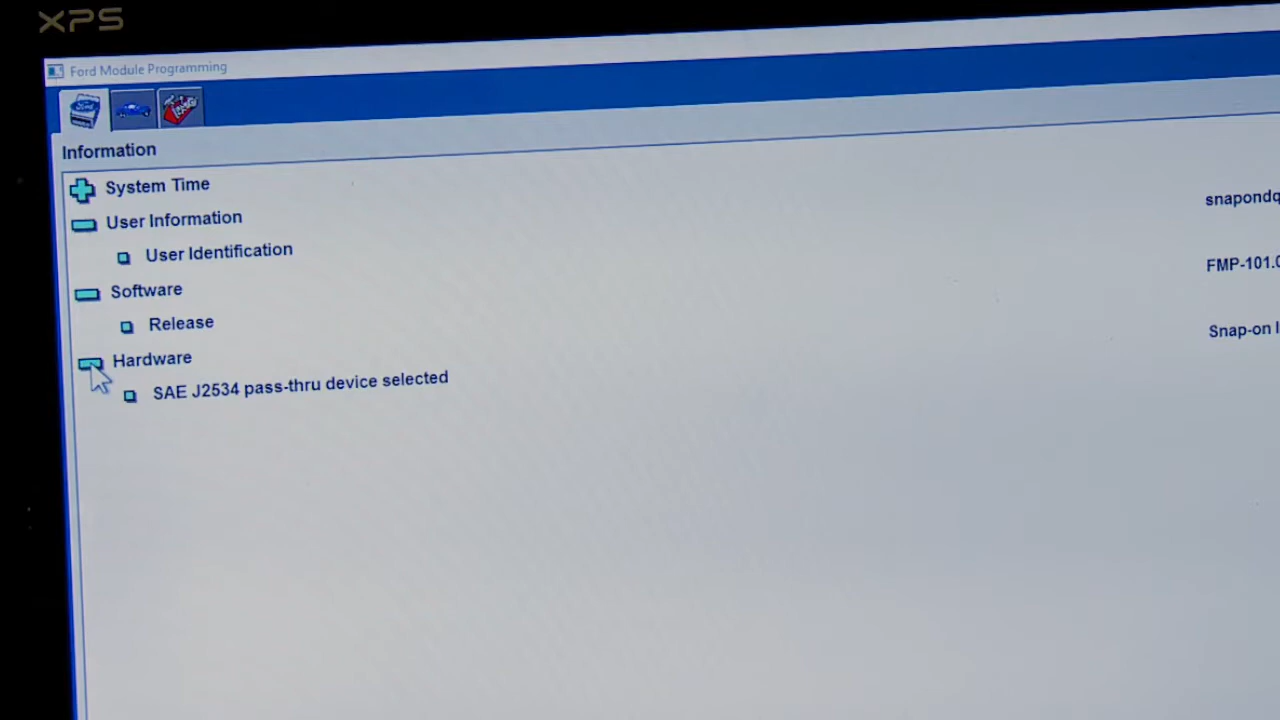 XPS
Ford Module Programming
Information
System Time
User Information
snapondq
User Identification
FMP-101.0
Software
Release
Snap-on I
Hardware
SAE J2534 pass-thru device selected